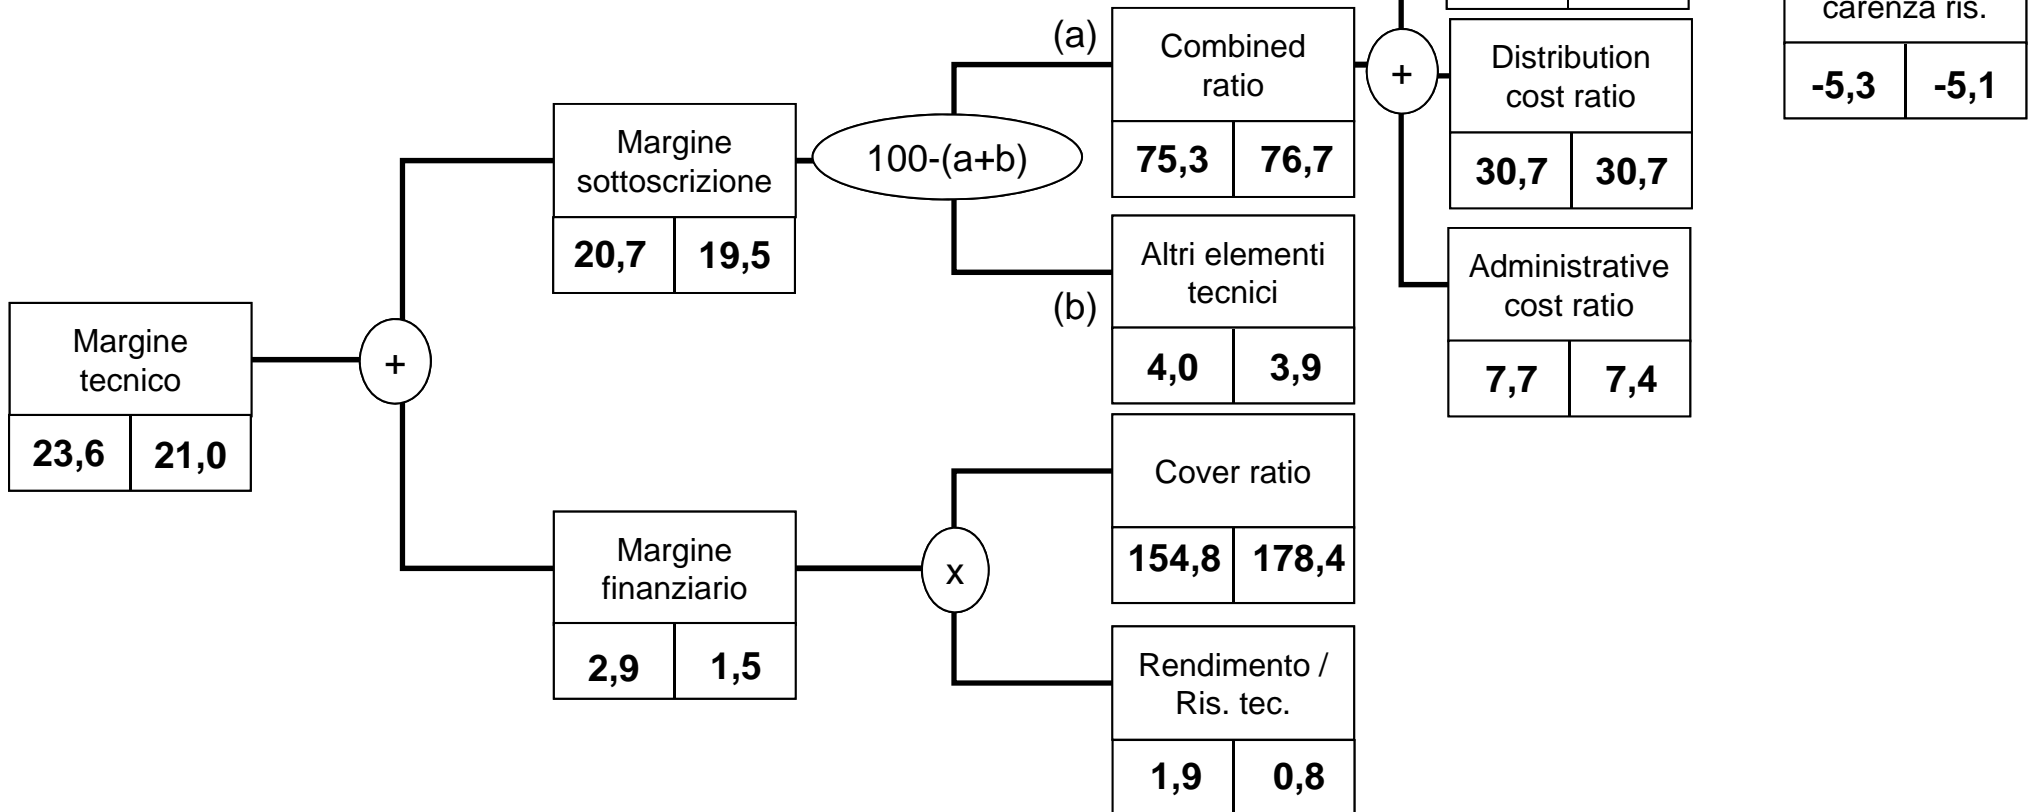 carenza ris.
-5,3 -5,1
(a)
Combined
ratio
75,3 76,7
+
Distribution
cost ratio
30,7 30,7
Margine
sottoscrizione
20,7 19,5
100-(a+b)
Altri elementi
tecnici
(b)
4,0 3,9
Administrative
cost ratio
7,7 7,4
Margine
tecnico
23,6 21,0
+
Cover ratio
154,8 178,4
Margine
finanziario
2,9 1,5
x
Rendimento /
Ris. tec.
1,9 0,8